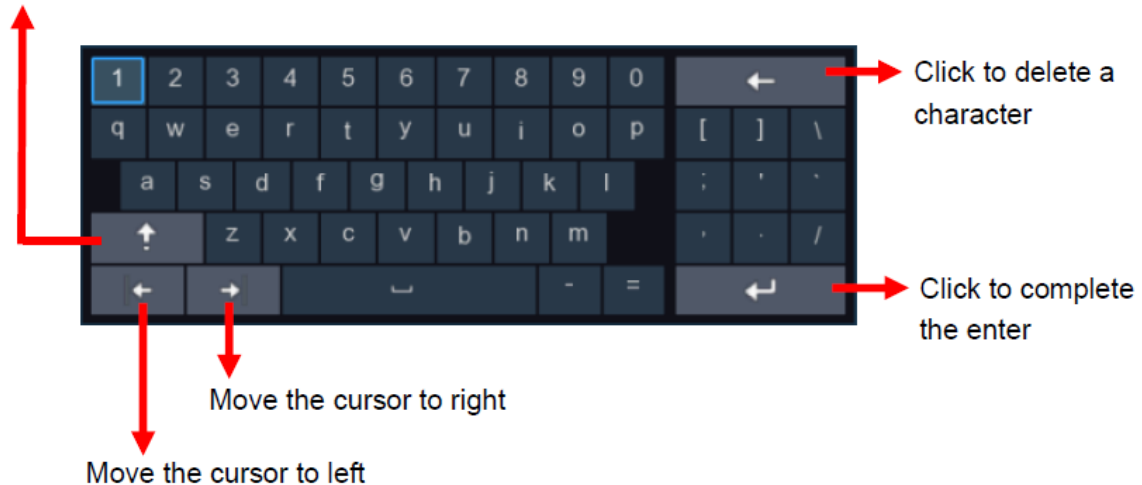 1 2 3 4 5 6 7 8 9 0
Click to delete a
character
q w e r t y u i o p [ ] \
a s d f g h j k l ; ' `
z x c v b n m , . /
- =
Click to complete
the enter
Move the cursor to right
Move the cursor to left